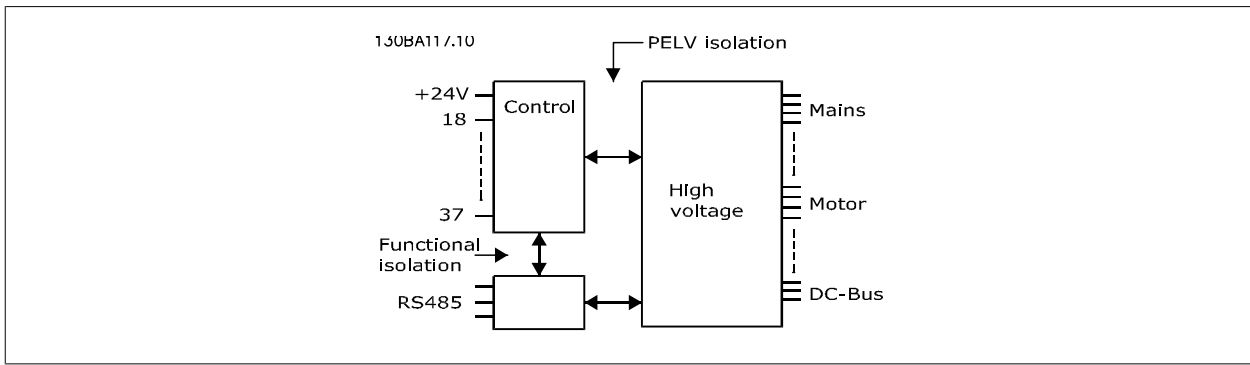 130BA117.10
PELV isolation
+24V
Control
18
Mains
High
voltage
37
Motor
Functional
isolation
RS485
DC-Bus